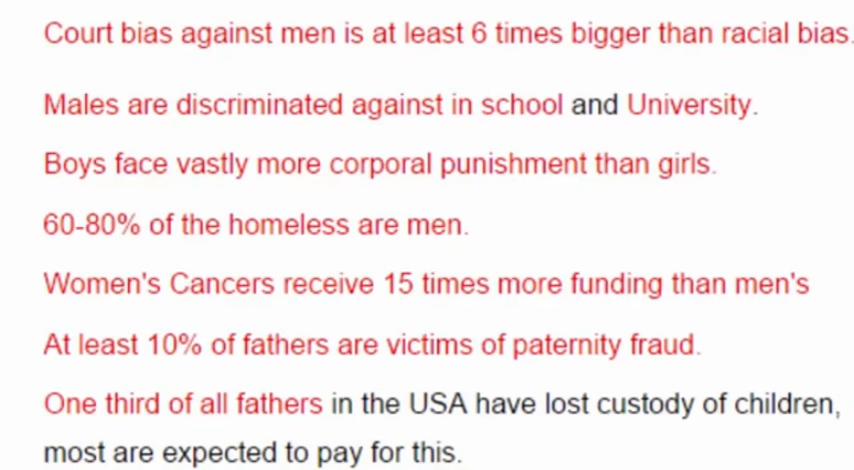 Court bias against men is at least 6 times bigger than racial bias.
Males are discriminated against in school and University.
Boys face vastly more corporal punishment than girls.
60-80% of the homeless are men.
Women's Cancers receive 15 times more funding than men's
At least 10% of fathers are victims of paternity fraud.
One third of all fathers in the USA have lost custody of children,
most are expected to pay for this.